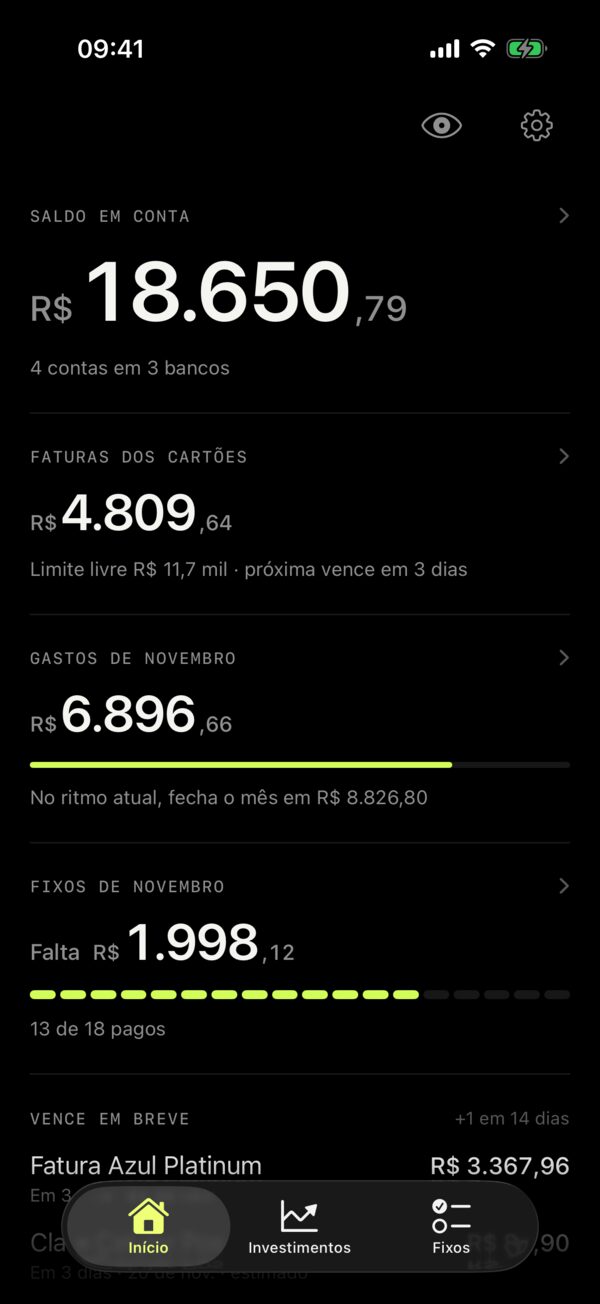 09:41
SALDO EM CONTA
R$ 18.650,79
4 contas em 3 bancos
FATURAS DOS CARTÕES
R$ 4.809,64
Limite livre R$ 11,7 mil · próxima vence em 3 dias
GASTOS DE NOVEMBRO
R$ 6.896,66
No ritmo atual, fecha o mês em R$ 8.826,80
FIXOS DE NOVEMBRO
Falta R$ 1.998,12
13 de 18 pagos
VENCE EM BREVE +1 em 14 dias
Fatura Azul Platinum R$ 3.367,96
Em 3
R$ ,90
Em 3 dias · 20 de nov. · estimado
Início Investimentos Fixos